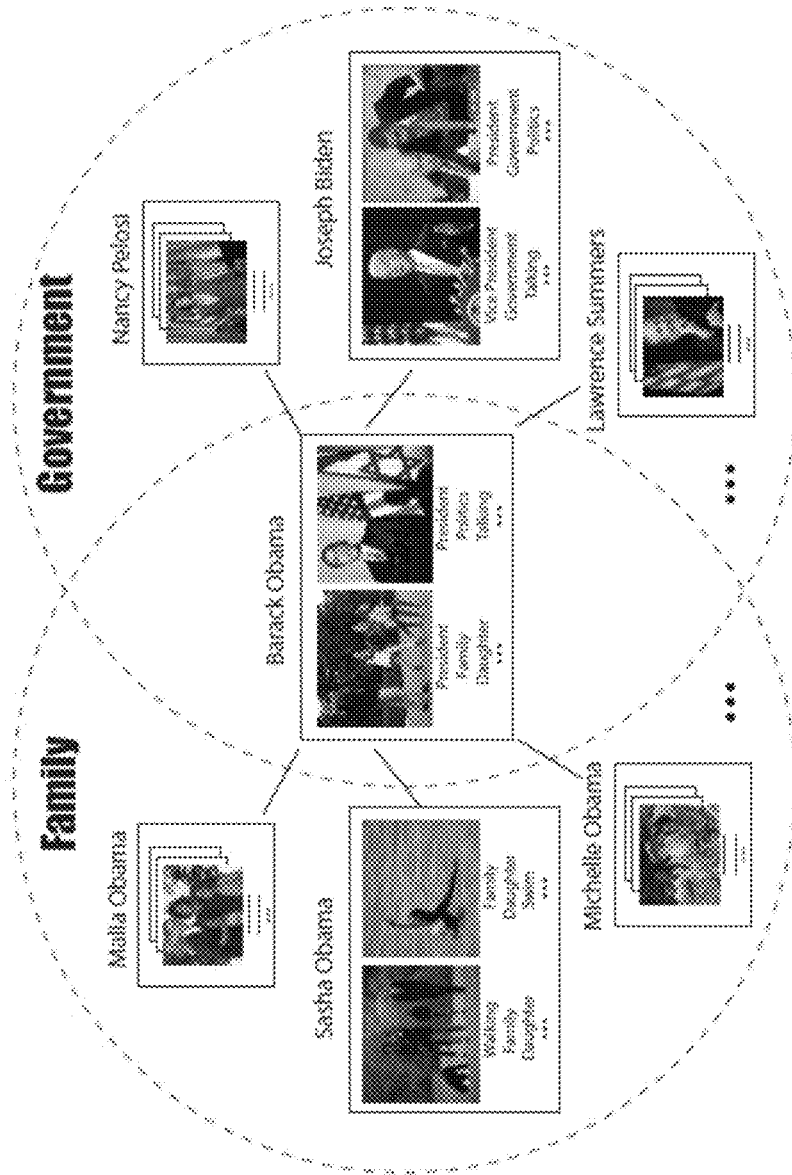 Family
Government
Malia Obama
Barack Obama
Nancy Pelosi
Sasha Obama
Joseph Biden
Walking
Family
Daughter
•••
Family
Daughter
Swim
•••
President
Family
Daughter
•••
President
Politics
Talking
•••
Vice-President
Government
Talking
•••
President
Government
Politics
•••
Michelle Obama
Lawrence Summers
•••
•••